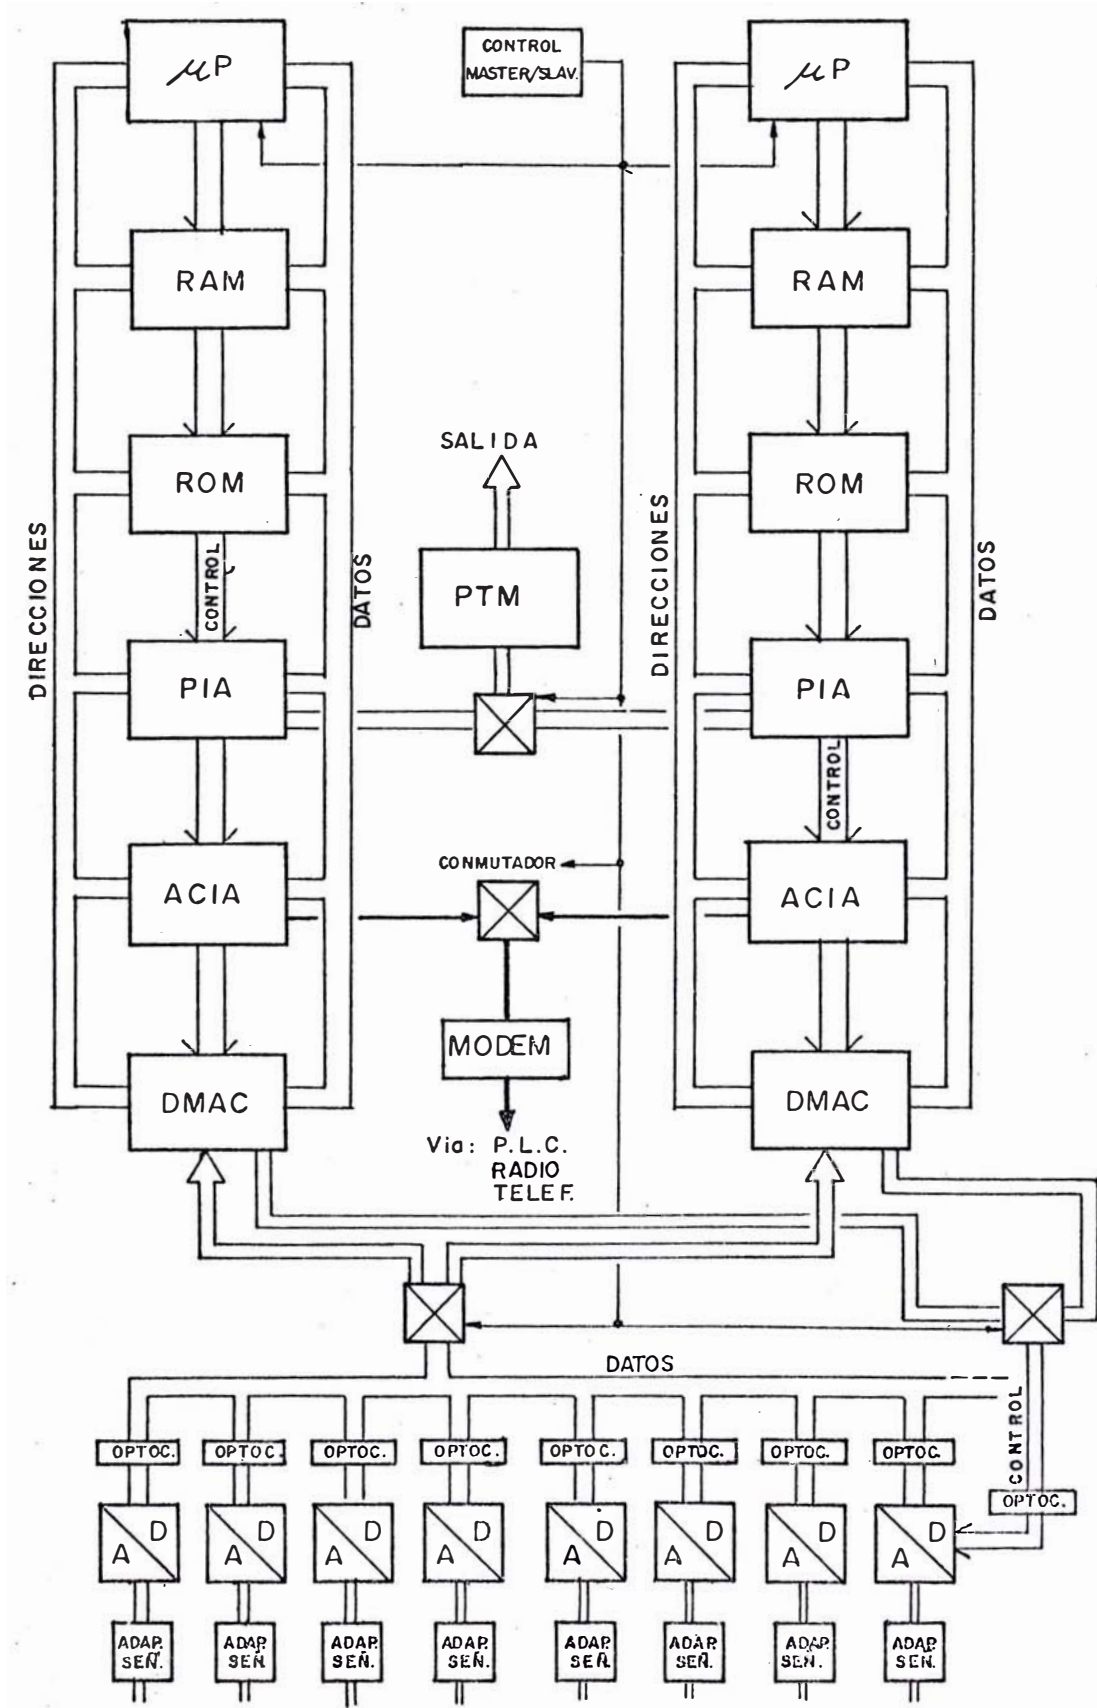 μP
CONTROL
MASTER/SLAV.
μP
RAM
RAM
SALIDA
ROM
ROM
DIRECCIONES
CONTROL
DATOS
PTM
DIRECCIONES
DATOS
PIA
PIA
CONTROL
CONMUTADOR
ACIA
ACIA
MODEM
DMAC
DMAC
Via: P.L.C.
RADIO
TELEF.
DATOS
CONTROL
OPTOC. OPTOC. OPTOC. OPTOC. OPTOC. OPTOC. OPTOC. OPTOC.
OPTOC.
A D A D A D A D A D A D A D A D
ADAP. ADAP. ADAP. ADAP. ADAP. ADAP. ADAP. ADAP.
SEÑ. SEÑ. SEÑ. SEÑ. SEÑ. SEÑ. SEÑ. SEÑ.